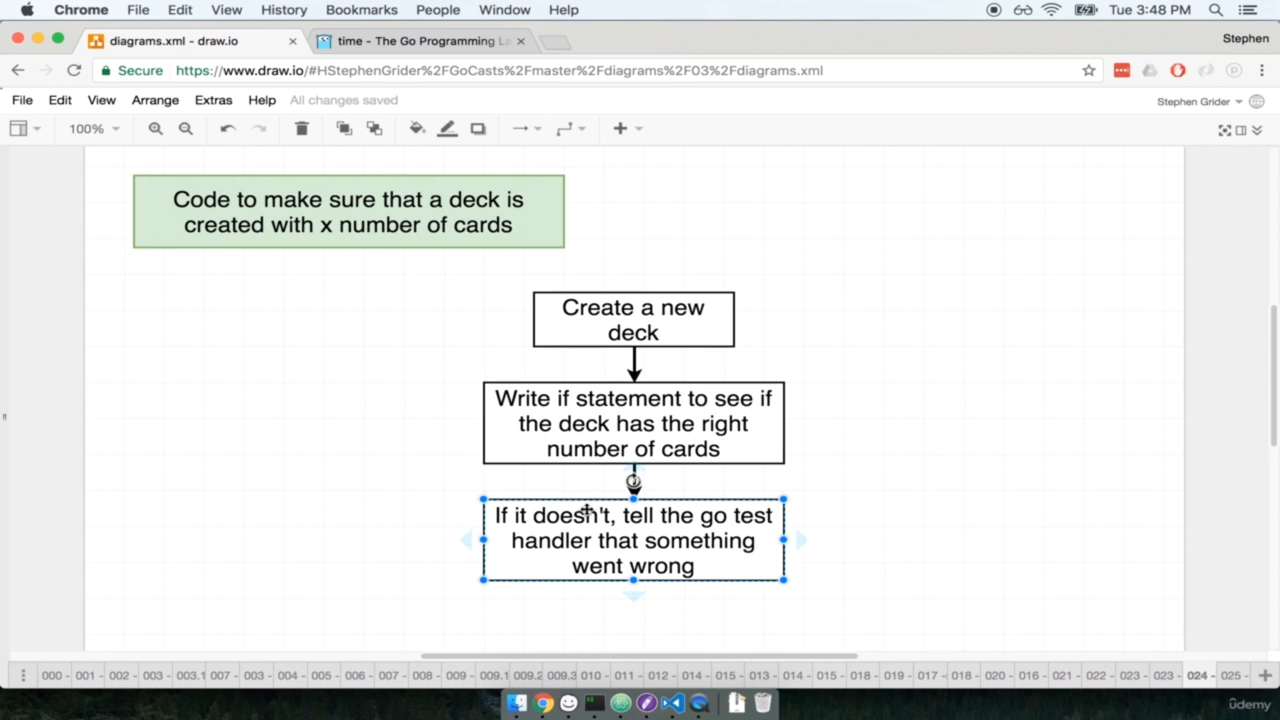 Chrome File Edit View History Bookmarks People Window Help Tue 3:48 PM
diagrams.xml - draw.io time - The Go Programming La Stephen
Secure https://www.draw.io/#HStephenGrider%2FGoCasts%2Fmaster%2Fdiagrams%2F03%2Fdiagrams.xml
File Edit View Arrange Extras Help All changes saved Stephen Grider
100%
Code to make sure that a deck is
created with x number of cards
Create a new
deck
Write if statement to see if
the deck has the right
number of cards
If it doesn't, tell the go test
handler that something
went wrong
000 - 001 - 002 - 003 - 003.1 007 - 003 - 004 - 005 - 006 - 007 - 008 - 009 - 009.1 009.2 009.3 010 - 011 - 012 - 014 - 015 - 013 - 014 - 015 - 018 - 019 - 020 - 017 - 018 - 020 - 022 - 023 - 023 - 024 - 025 -
ûdemy